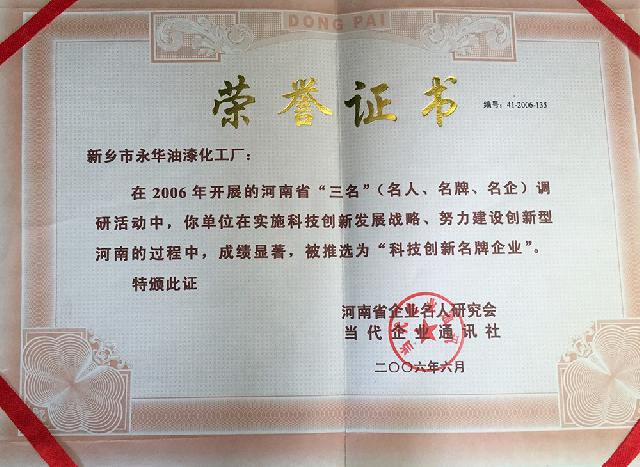 DONG PAI
荣誉证书
编号：41-2006-135
新乡市永华油漆化工厂：
在 2006 年开展的河南省“三名”（名人、名牌、名企）调
研活动中，你单位在实施科技创新发展战略、努力建设创新型
河南的过程中，成绩显著，被推选为“科技创新名牌企业”。
特颁此证
河南省企业名人研究会
当代企业通讯社
二〇〇六年六月